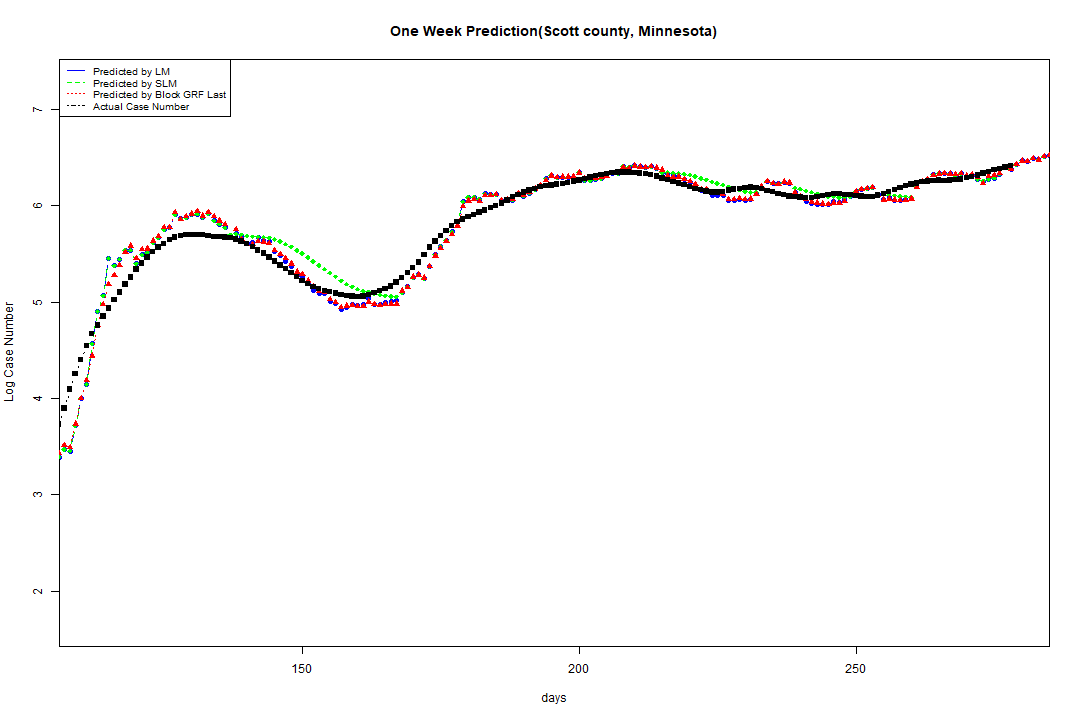 One Week Prediction(Scott county, Minnesota)
Predicted by LM
Predicted by SLM
Predicted by Block GRF Last
Actual Case Number
7
6
5
4
3
2
Log Case Number
150 200 250
days